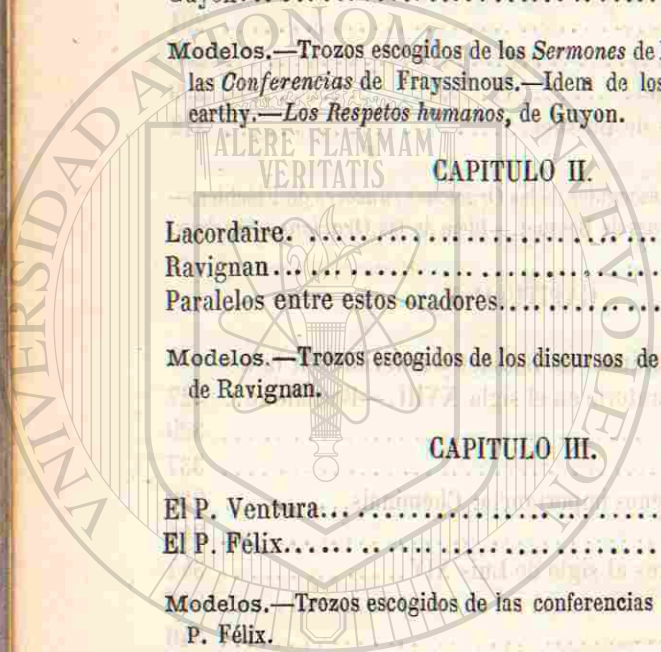 Modelos.—Trozos escogidos de los Sermones de
las Conferencias de Frayssinous.—Idem de los
carthy.—Los Respetos humanos, de Guyon.
ALERE FLAMMAM
VERITATIS
CAPITULO II.
Lacordaire.
Ravignan
Paralelos entre estos oradores
Modelos.—Trozos escogidos de los discursos de
de Ravignan.
CAPITULO III.
El P. Ventura
El P. Félix
Modelos.—Trozos escogidos de las conferencias
P. Félix.